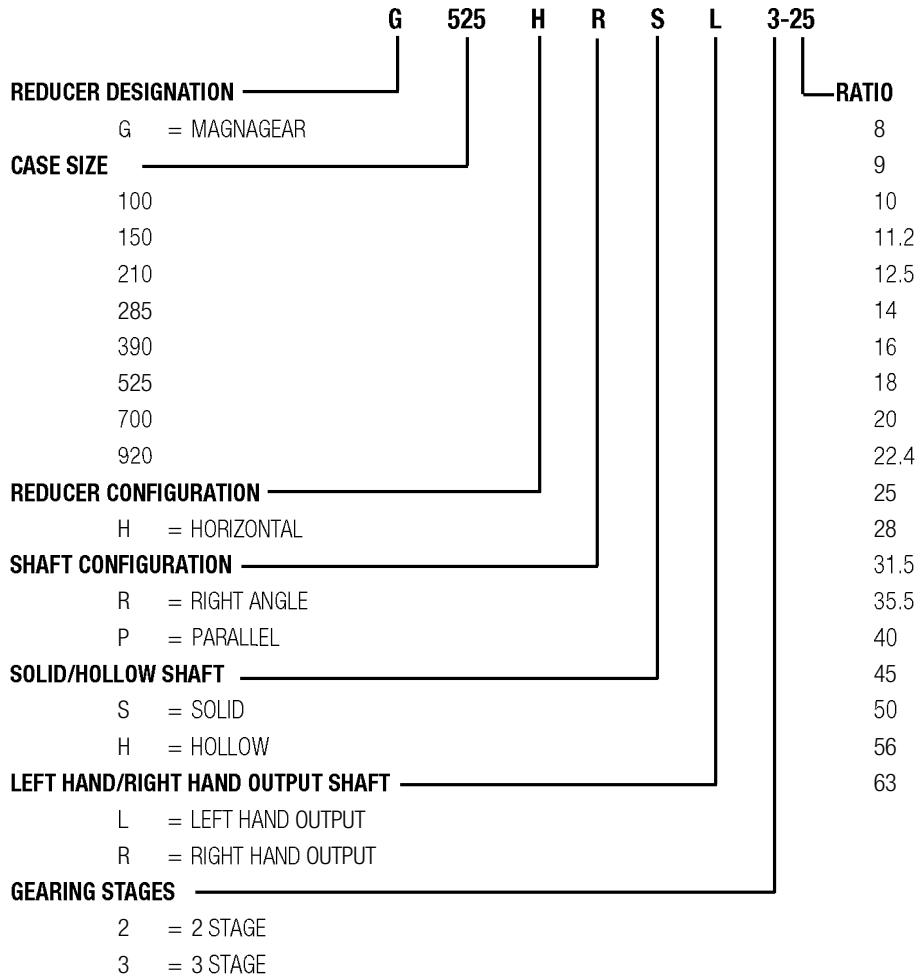 G 525 H R S L 3-25
REDUCER DESIGNATION
G = MAGNAGEAR
CASE SIZE
100
150
210
285
390
525
700
920
REDUCER CONFIGURATION
H = HORIZONTAL
SHAFT CONFIGURATION
R = RIGHT ANGLE
P = PARALLEL
SOLID/HOLLOW SHAFT
S = SOLID
H = HOLLOW
LEFT HAND/RIGHT HAND OUTPUT SHAFT
L = LEFT HAND OUTPUT
R = RIGHT HAND OUTPUT
GEARING STAGES
2 = 2 STAGE
3 = 3 STAGE
RATIO
8
9
10
11.2
12.5
14
16
18
20
22.4
25
28
31.5
35.5
40
45
50
56
63